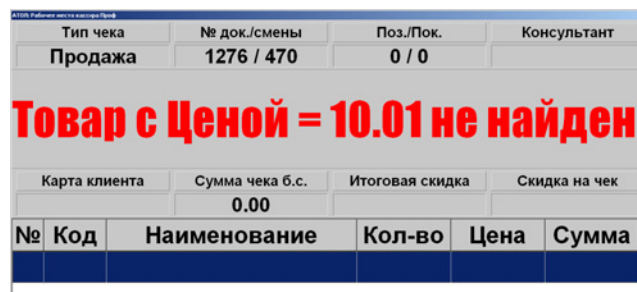 АТОЛ: Рабочее место кассира Проф
Тип чека № док./смены Поз./Пок. Консультант
Продажа 1276 / 470 0 / 0
Товар с Ценой = 10.01 не найден
Карта клиента Сумма чека б.с. Итоговая скидка Скидка на чек
0.00
№ Код Наименование Кол-во Цена Сумма